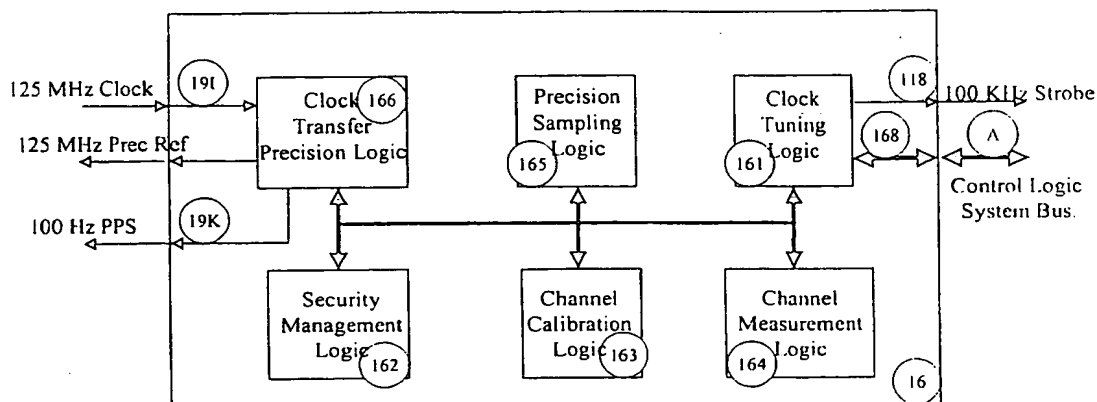 125 MHz Clock
19I
Clock
Transfer
Precision Logic
166
Precision
Sampling
Logic
165
Clock
Tuning
Logic
161
118
100 KHz Strobe
125 MHz Prec Ref
168
A
Control Logic
System Bus.
19K
100 Hz PPS
Security
Management
Logic
162
Channel
Calibration
Logic
163
Channel
Measurement
Logic
164
16